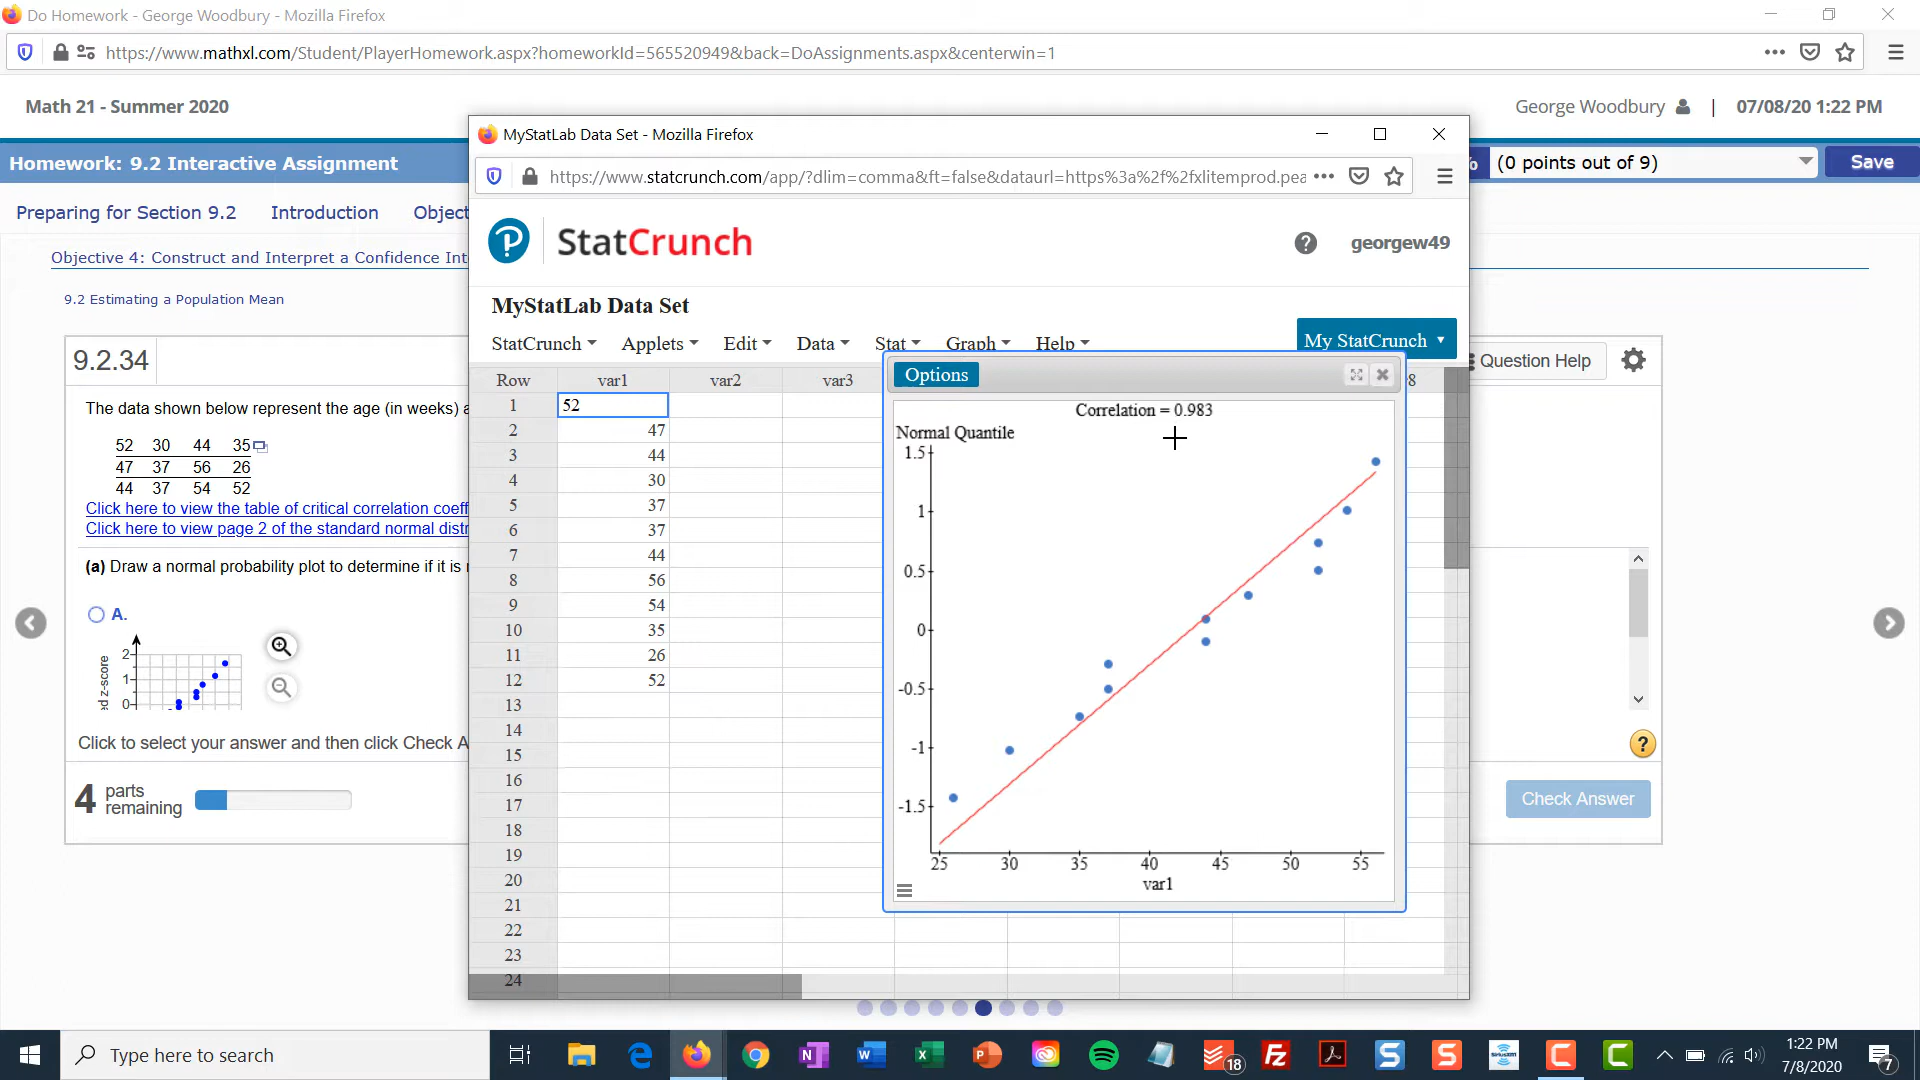 Do Homework - George Woodbury - Mozilla Firefox
https://www.mathxl.com/Student/PlayerHomework.aspx?homeworkId=565520949&back=DoAssignments.aspx&centerwin=1
Math 21 - Summer 2020
George Woodbury | 07/08/20 1:22 PM
Homework: 9.2 Interactive Assignment
(0 points out of 9)
Save
Preparing for Section 9.2 Introduction Object
Objective 4: Construct and Interpret a Confidence Int
9.2 Estimating a Population Mean
9.2.34
Question Help
The data shown below represent the age (in weeks) a
52 30 44 35
47 37 56 26
44 37 54 52
Click here to view the table of critical correlation coeff
Click here to view page 2 of the standard normal distr
(a) Draw a normal probability plot to determine if it is
A.
2
1
0
ed z-score
Click to select your answer and then click Check A
4 parts remaining
?
Check Answer
MyStatLab Data Set - Mozilla Firefox
https://www.statcrunch.com/app/?dlim=comma&ft=false&dataurl=https%3a%2f%2fxlitemprod.pea
P StatCrunch
? georgew49
MyStatLab Data Set
StatCrunch Applets Edit Data Stat Graph Help
My StatCrunch
Row var1 var2 var3 8
1 52
2 47
3 44
4 30
5 37
6 37
7 44
8 56
9 54
10 35
11 26
12 52
13
14
15
16
17
18
19
20
21
22
23
24
Options
Correlation = 0.983
Normal Quantile
1.5
1
0.5
0
-0.5
-1
-1.5
25 30 35 40 45 50 55
var1
Type here to search
18
1:22 PM
7/8/2020
7